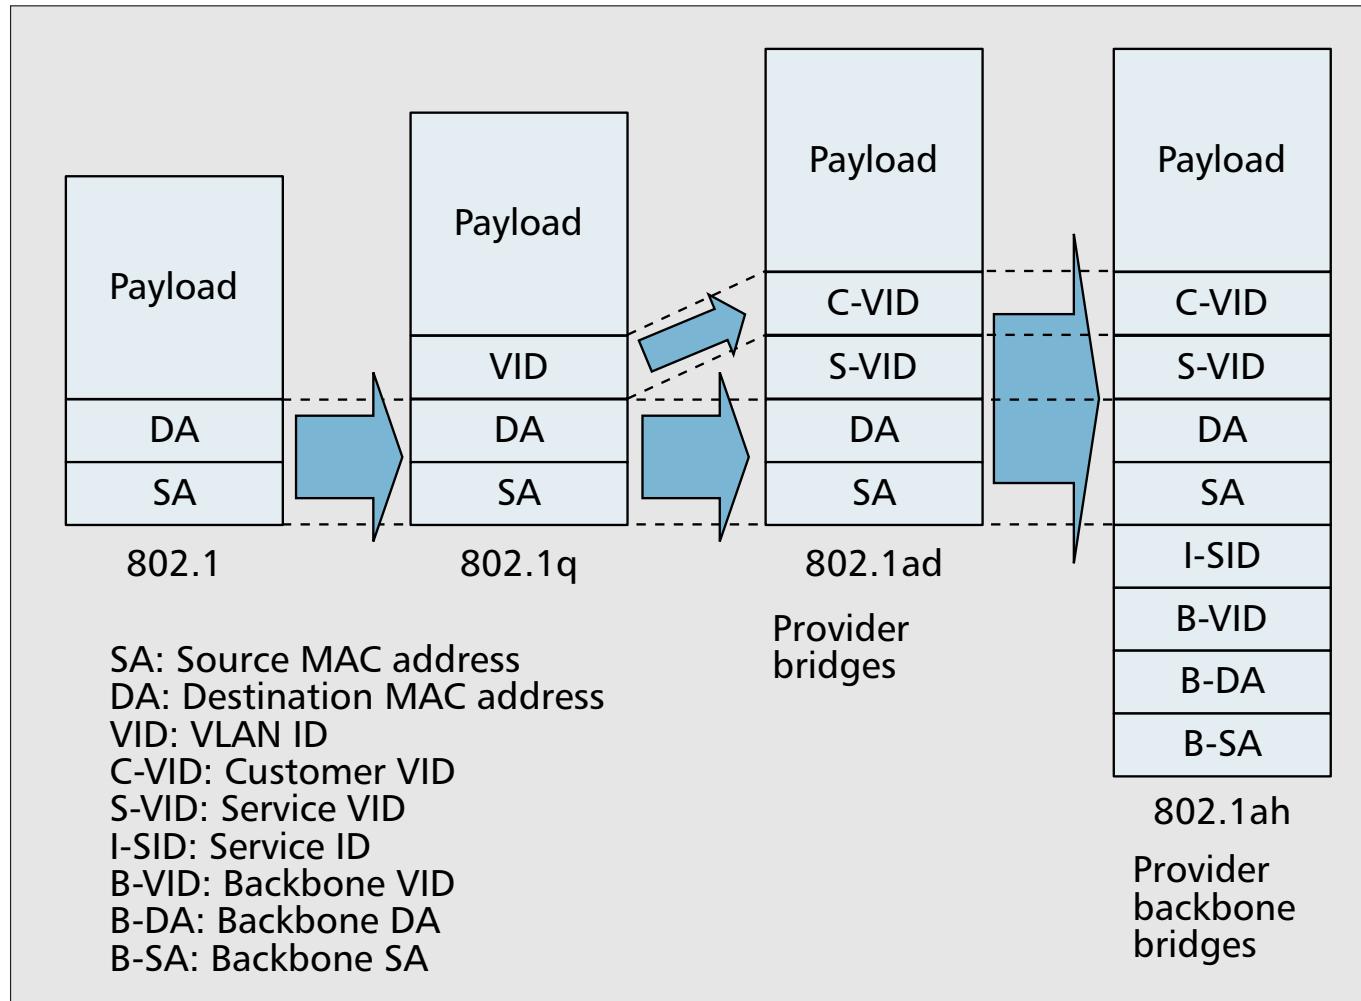 Payload
DA
SA
802.1
Payload
VID
DA
SA
802.1q
Payload
C-VID
S-VID
DA
SA
802.1ad
Provider
bridges
Payload
C-VID
S-VID
DA
SA
I-SID
B-VID
B-DA
B-SA
802.1ah
Provider
backbone
bridges
SA: Source MAC address
DA: Destination MAC address
VID: VLAN ID
C-VID: Customer VID
S-VID: Service VID
I-SID: Service ID
B-VID: Backbone VID
B-DA: Backbone DA
B-SA: Backbone SA